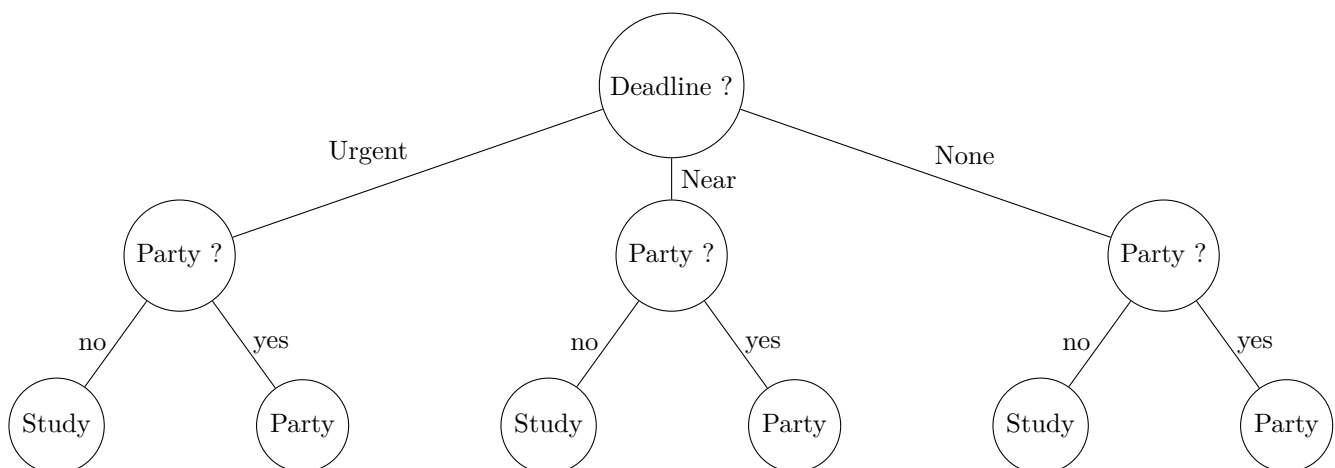 Deadline ?
Urgent
None
Near
Party ?
Party ?
Party ?
no
yes
no
yes
no
yes
Study
Party
Study
Party
Study
Party